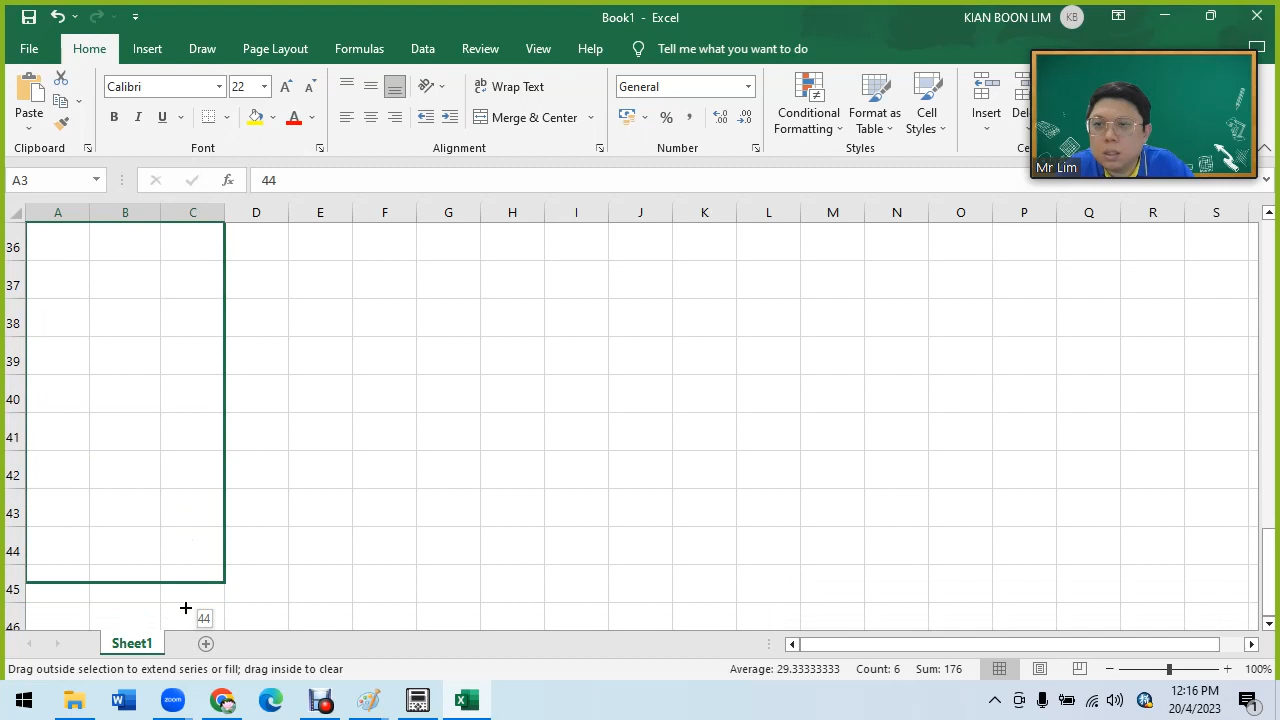 Book1 - Excel
KIAN BOON LIM KB
File Home Insert Draw Page Layout Formulas Data Review View Help Tell me what you want to do
Paste
Calibri 22
B I U A
ab Wrap Text
Merge & Center
General
% ,
Conditional Formatting
Format as Table
Cell Styles
Insert
Clipboard Font Alignment Number Styles
Mr Lim
A3 fx 44
A B C D E F G H I J K L M N O P Q R S
36
37
38
39
40
41
42
43
44
45
46
44
Sheet1
Drag outside selection to extend series or fill; drag inside to clear
Average: 29.33333333 Count: 6 Sum: 176
100%
12:16 PM
20/4/2023